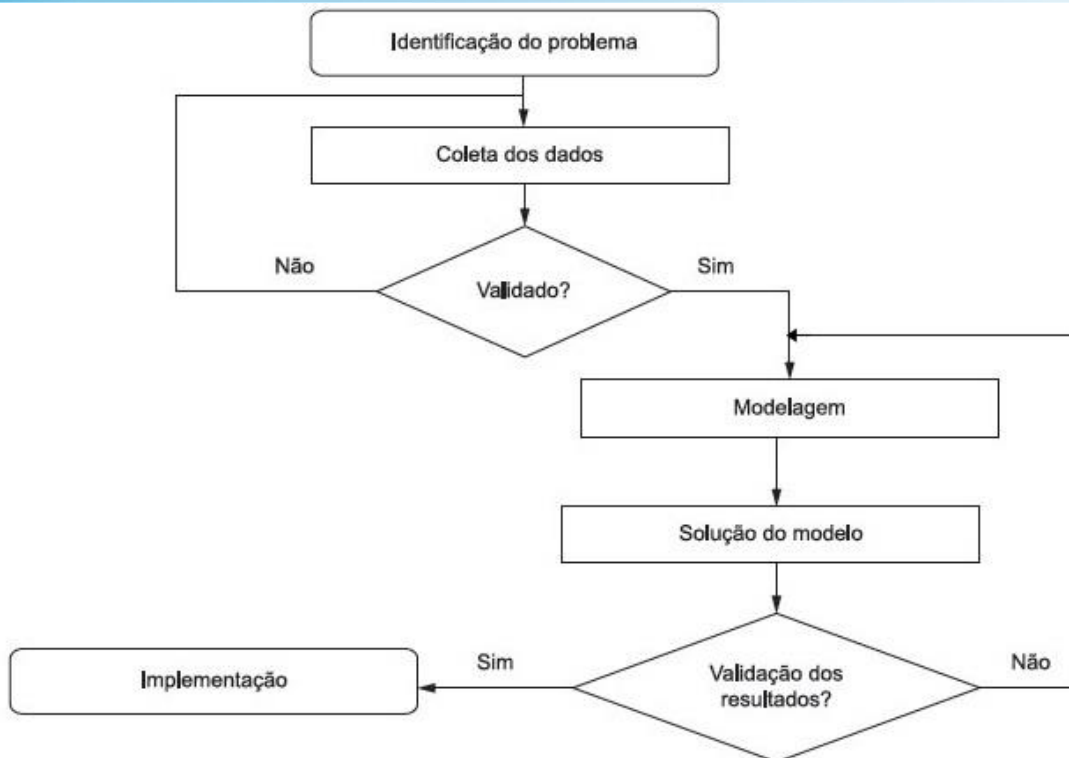 Identificação do problema
Coleta dos dados
Não
Sim
Validado?
Modelagem
Solução do modelo
Implementação
Sim
Validação dos
resultados?
Não